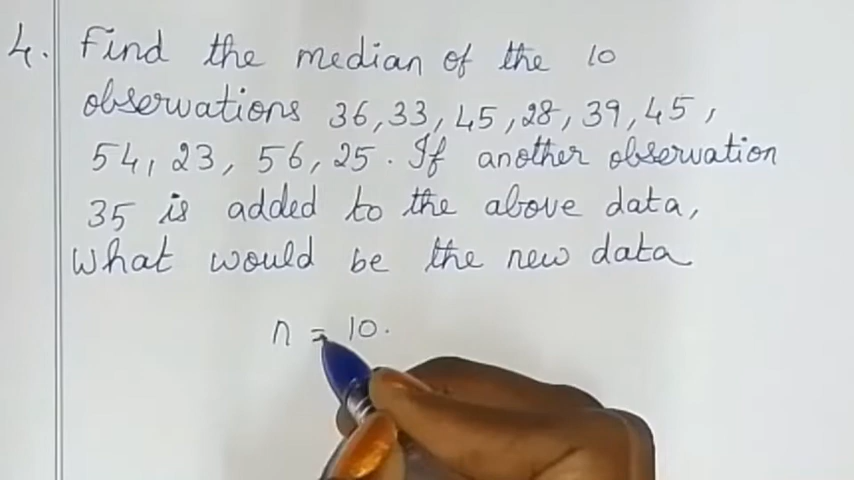 4. Find the median of the 10
observations 36, 33, 45, 28, 39, 45,
54, 23, 56, 25. If another observation
35 is added to the above data,
What would be the new data
n = 10.